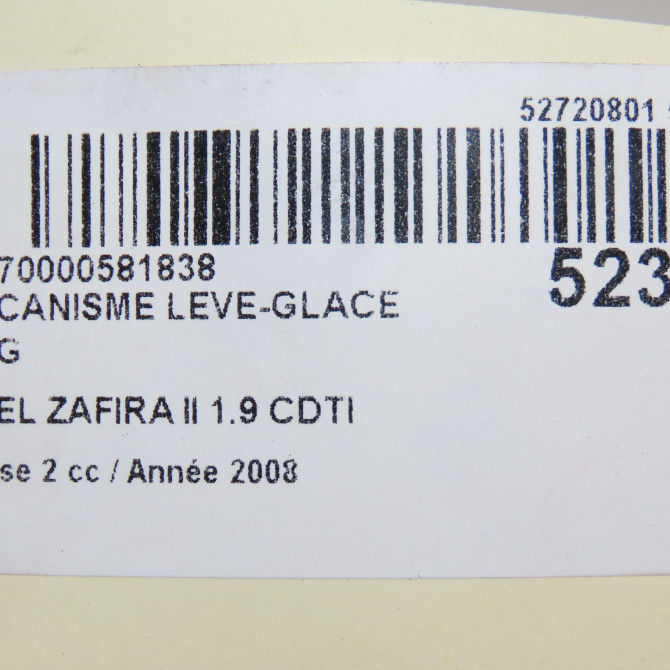 52720801
70000581838
523
CANISME LEVE-GLACE
G
EL ZAFIRA II 1.9 CDTI
se 2 cc / Année 2008